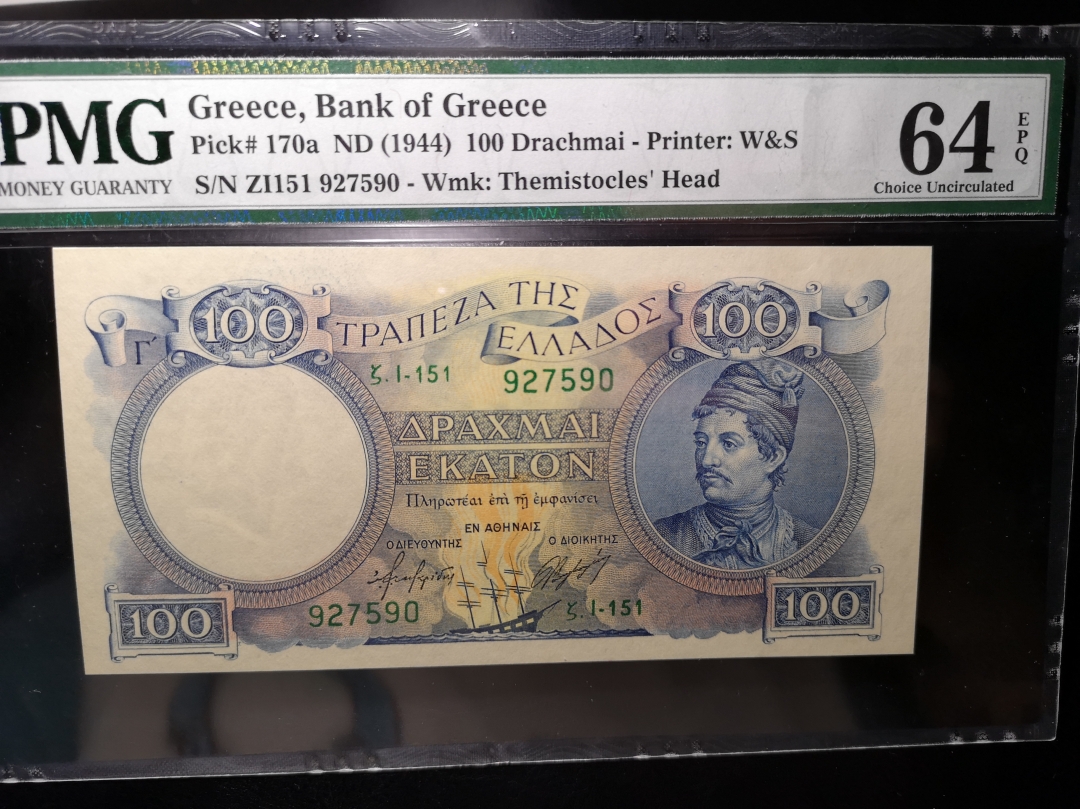 PMG
MONEY GUARANTY
Greece, Bank of Greece
Pick# 170a ND (1944) 100 Drachmai - Printer: W&S
S/N ZI151 927590 - Wmk: Themistocles' Head
64
EPQ
Choice Uncirculated
Γ΄
100
ΤΡΑΠΕΖΑ ΤΗΣ
ΕΛΛΑΔΟΣ
100
ζ.Ι-151
927590
ΔΡΑΧΜΑΙ
ΕΚΑΤΟΝ
Πληρωτέαι ἐπὶ τῇ ἐμφανίσει
ΕΝ ΑΘΗΝΑΙΣ
Ο ΔΙΕΥΘΥΝΤΗΣ
Ο ΔΙΟΙΚΗΤΗΣ
100
927590
ζ.Ι-151
100